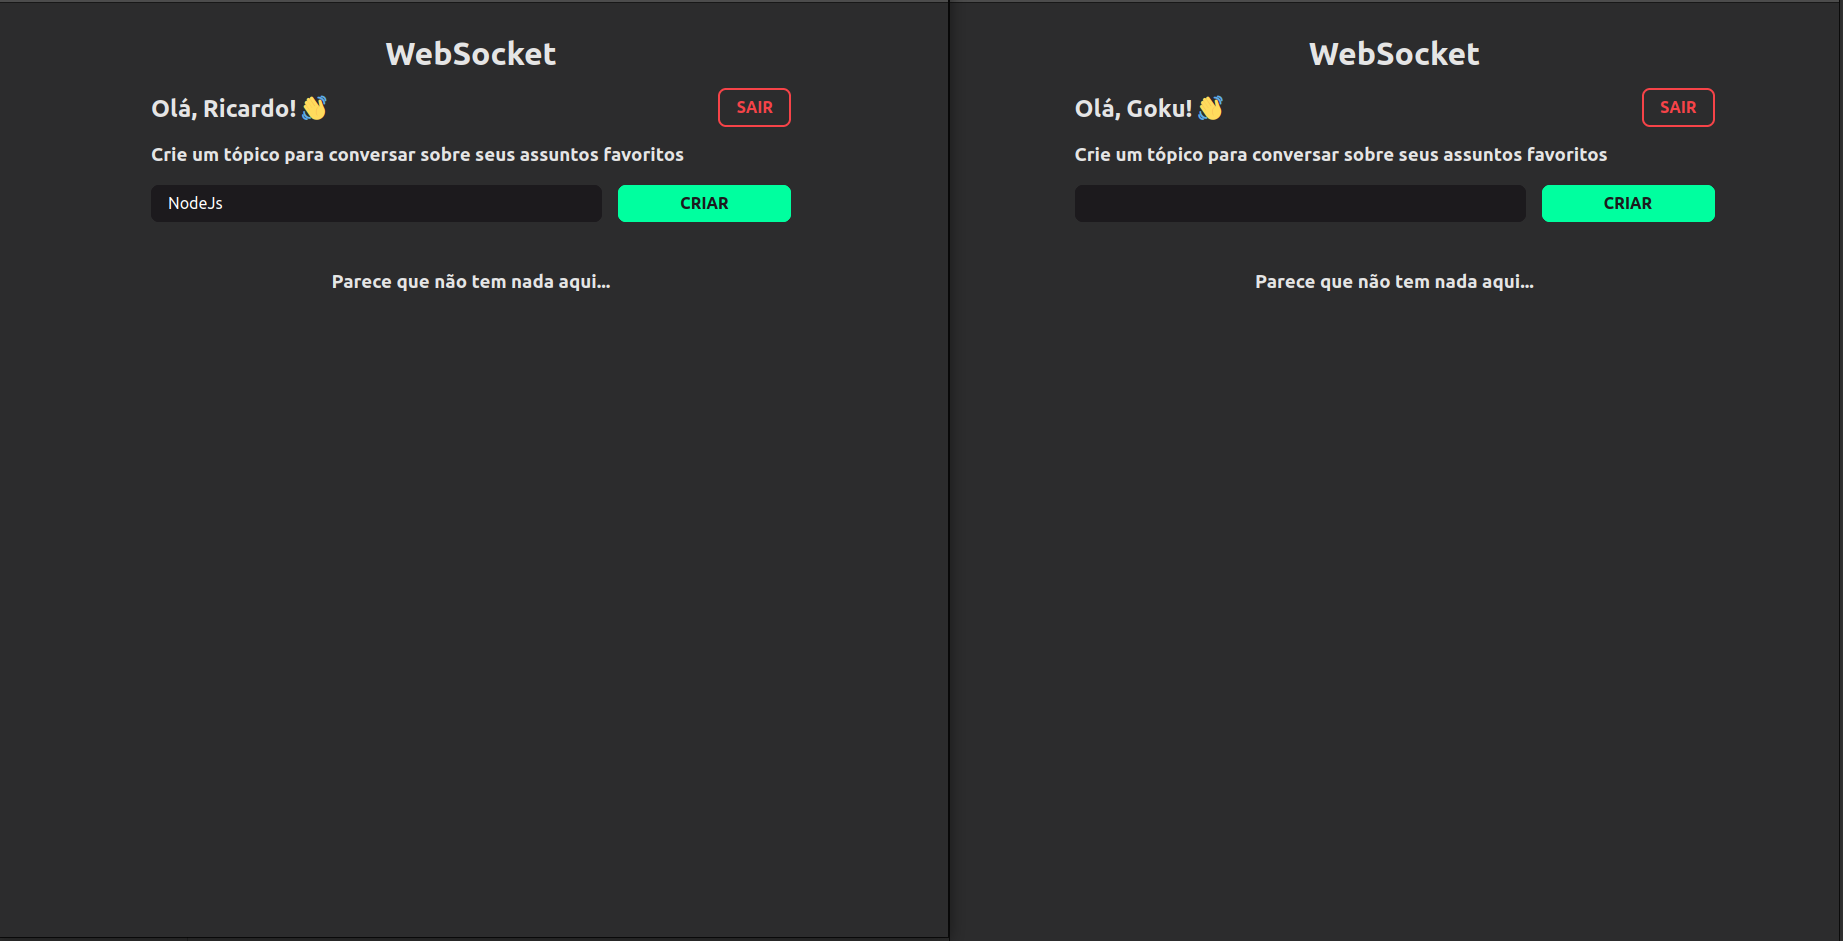 WebSocket
Olá, Ricardo! 👋
SAIR
Crie um tópico para conversar sobre seus assuntos favoritos
NodeJs
CRIAR
Parece que não tem nada aqui...
WebSocket
Olá, Goku! 👋
SAIR
Crie um tópico para conversar sobre seus assuntos favoritos
CRIAR
Parece que não tem nada aqui...